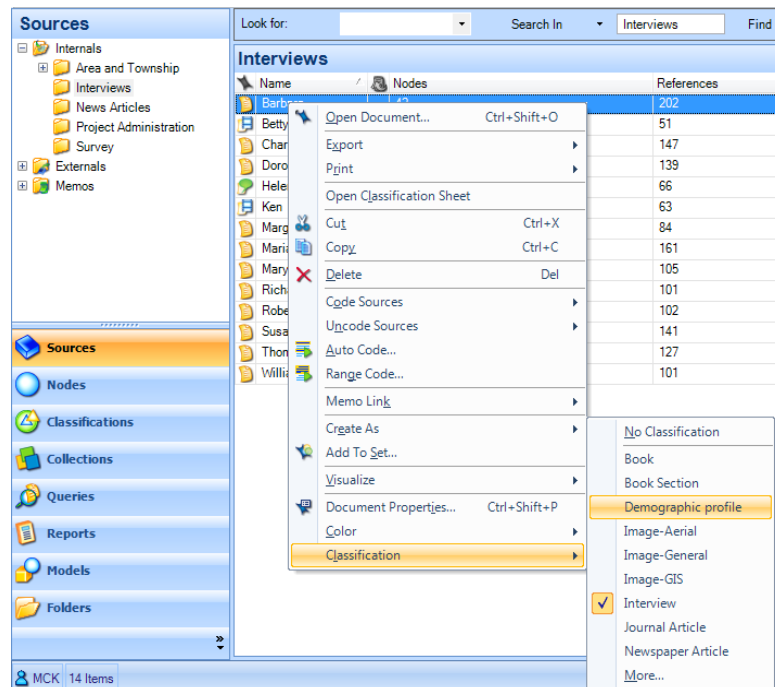 Sources
Look for:
Search In
Interviews
Find
Internals
Area and Township
Interviews
News Articles
Project Administration
Survey
Externals
Memos
Interviews
Name Nodes References
202
Betty 51
147
139
66
Ken 63
84
161
Mary 105
101
102
141
127
101
Open Document... Ctrl+Shift+O
Export
Print
Open Classification Sheet
Cut Ctrl+X
Copy Ctrl+C
Delete Del
Code Sources
Uncode Sources
Auto Code...
Range Code...
Memo Link
Create As
Add To Set...
Visualize
Document Properties... Ctrl+Shift+P
Color
Classification
No Classification
Book
Book Section
Demographic profile
Image-Aerial
Image-General
Image-GIS
Interview
Journal Article
Newspaper Article
More...
Sources
Nodes
Classifications
Collections
Queries
Reports
Models
Folders
MCK 14 Items